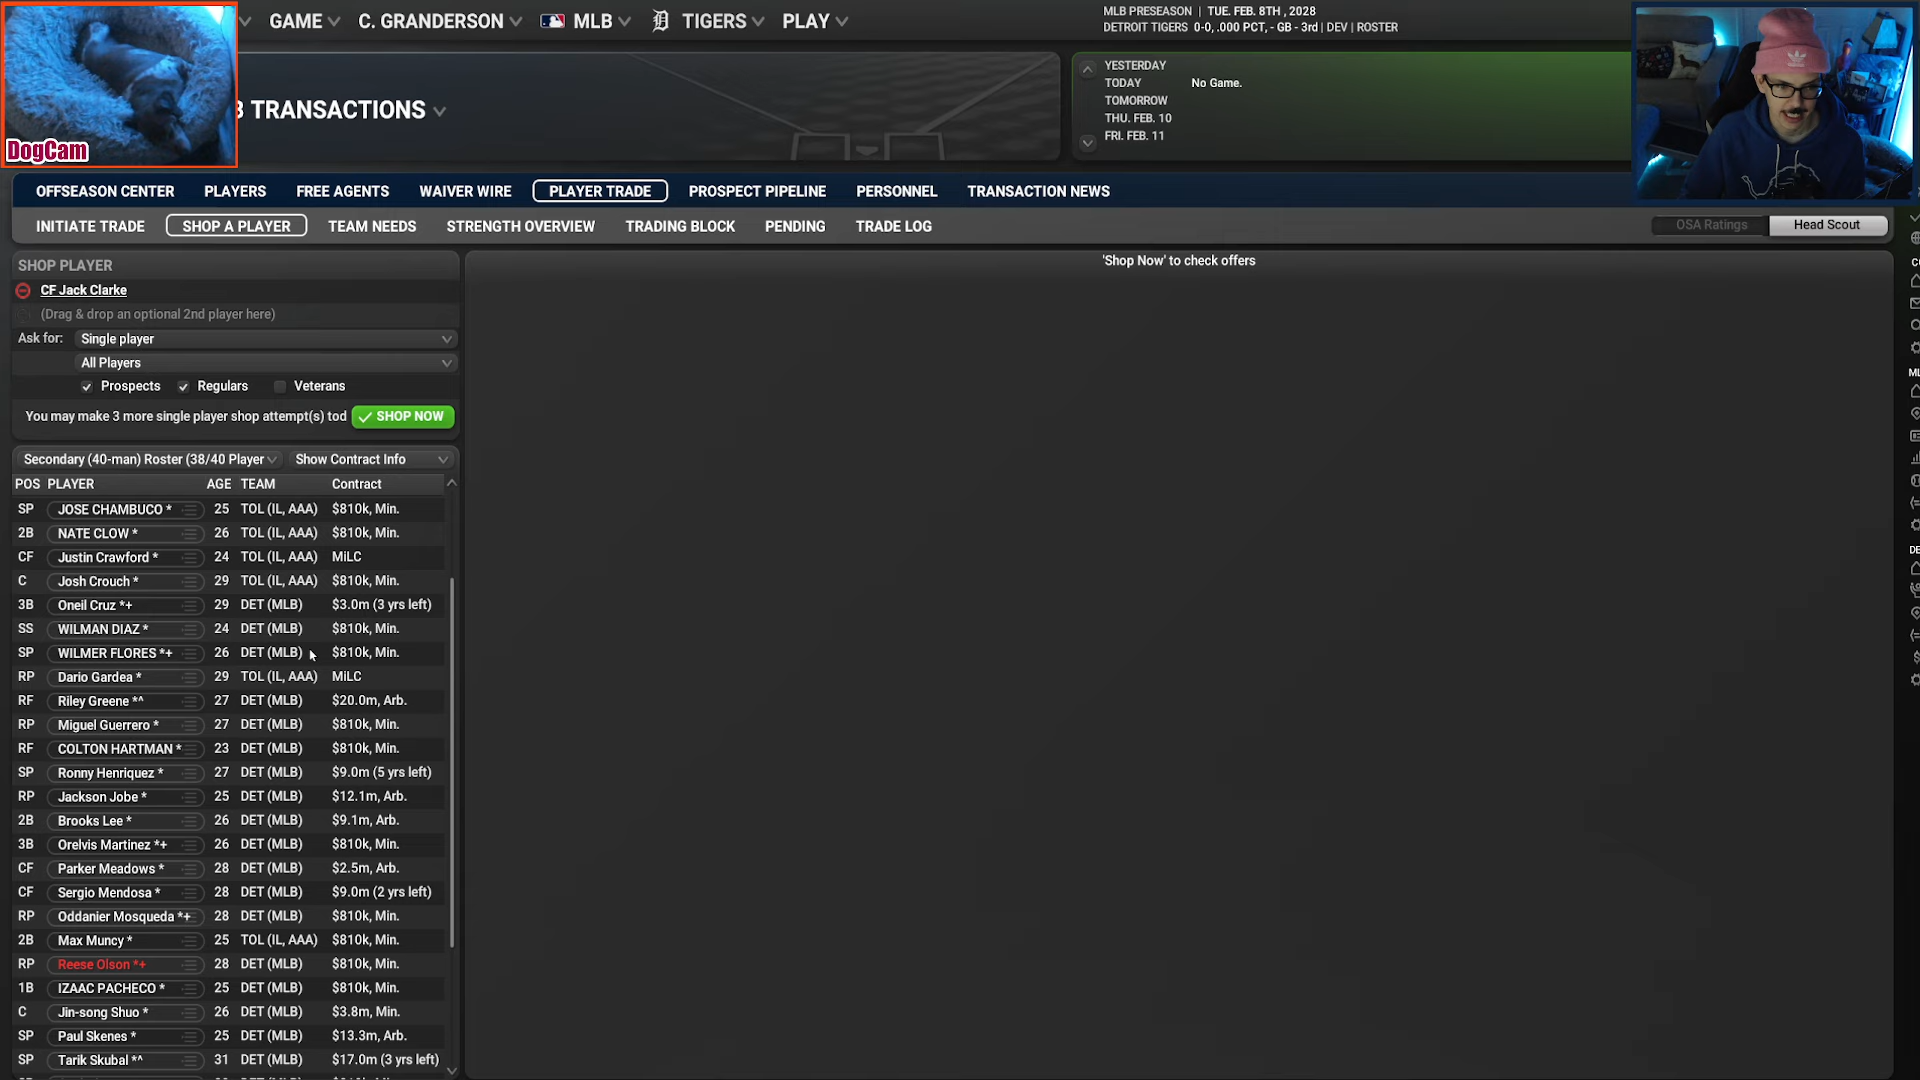 GAME
C. GRANDERSON
MLB
TIGERS
PLAY
MLB PRESEASON | TUE. FEB. 8TH , 2028
DETROIT TIGERS 0-0, .000 PCT, - GB - 3rd | DEV | ROSTER
DogCam
TRANSACTIONS
YESTERDAY
TODAY No Game.
TOMORROW
THU. FEB. 10
FRI. FEB. 11
OFFSEASON CENTER PLAYERS FREE AGENTS WAIVER WIRE PLAYER TRADE PROSPECT PIPELINE PERSONNEL TRANSACTION NEWS
INITIATE TRADE SHOP A PLAYER TEAM NEEDS STRENGTH OVERVIEW TRADING BLOCK PENDING TRADE LOG OSA Ratings Head Scout
SHOP PLAYER
CF Jack Clarke
(Drag & drop an optional 2nd player here)
Ask for: Single player
All Players
Prospects Regulars Veterans
You may make 3 more single player shop attempt(s) tod SHOP NOW
'Shop Now' to check offers
Secondary (40-man) Roster (38/40 Player Show Contract Info
POS PLAYER AGE TEAM Contract
SP JOSE CHAMBUCO * 25 TOL (IL, AAA) $810k, Min.
2B NATE CLOW * 26 TOL (IL, AAA) $810k, Min.
CF Justin Crawford * 24 TOL (IL, AAA) MiLC
C Josh Crouch * 29 TOL (IL, AAA) $810k, Min.
3B Oneil Cruz *+ 29 DET (MLB) $3.0m (3 yrs left)
SS WILMAN DIAZ * 24 DET (MLB) $810k, Min.
SP WILMER FLORES *+ 26 DET (MLB) $810k, Min.
RP Dario Gardea * 29 TOL (IL, AAA) MiLC
RF Riley Greene *^ 27 DET (MLB) $20.0m, Arb.
RP Miguel Guerrero * 27 DET (MLB) $810k, Min.
RF COLTON HARTMAN * 23 DET (MLB) $810k, Min.
SP Ronny Henriquez * 27 DET (MLB) $9.0m (5 yrs left)
RP Jackson Jobe * 25 DET (MLB) $12.1m, Arb.
2B Brooks Lee * 26 DET (MLB) $9.1m, Arb.
3B Orelvis Martinez *+ 26 DET (MLB) $810k, Min.
CF Parker Meadows * 28 DET (MLB) $2.5m, Arb.
CF Sergio Mendosa * 28 DET (MLB) $9.0m (2 yrs left)
RP Oddanier Mosqueda *+ 28 DET (MLB) $810k, Min.
2B Max Muncy * 25 TOL (IL, AAA) $810k, Min.
RP Reese Olson *+ 28 DET (MLB) $810k, Min.
1B IZAAC PACHECO * 25 DET (MLB) $810k, Min.
C Jin-song Shuo * 26 DET (MLB) $3.8m, Min.
SP Paul Skenes * 25 DET (MLB) $13.3m, Arb.
SP Tarik Skubal *^ 31 DET (MLB) $17.0m (3 yrs left)